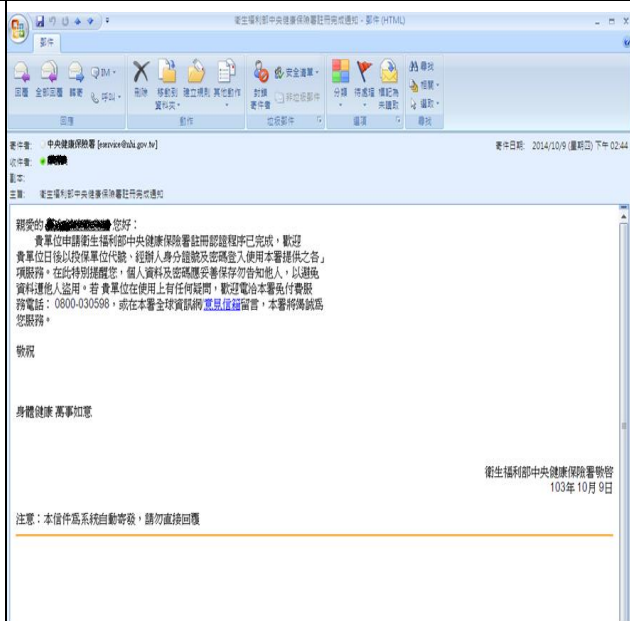 衛生福利部中央健康保險署註冊完成通知 - 郵件 (HTML)
郵件
回覆 全部回覆 轉寄 IM 呼叫
刪除 移動到資料夾 建立規則 其他動作
封鎖寄件者 安全清單 非垃圾郵件
分類 待處理 標記為未讀取
尋找 相關 選取
回應 動作 垃圾郵件 選項 尋找
寄件者: 中央健康保險署 [eservice@nhi.gov.tw]
寄件日期: 2014/10/9 (星期四) 下午 02:44
收件者:
副本:
主旨: 衛生福利部中央健康保險署註冊完成通知
親愛的 您好：
貴單位申請衛生福利部中央健康保險署註冊認證程序已完成，歡迎
貴單位日後以投保單位代號、經辦人身分證號及密碼登入使用本署提供之各」
項服務。在此特別提醒您，個人資料及密碼應妥善保存勿告知他人，以避免
資料遭他人盜用。若 貴單位在使用上有任何疑問，歡迎電洽本署免付費服
務電話： 0800-030598，或在本署全球資訊網意見信箱留言，本署將竭誠為
您服務。
敬祝
身體健康 萬事如意
衛生福利部中央健康保險署敬啓
103年 10月 9日
注意：本信件為系統自動寄發，請勿直接回覆